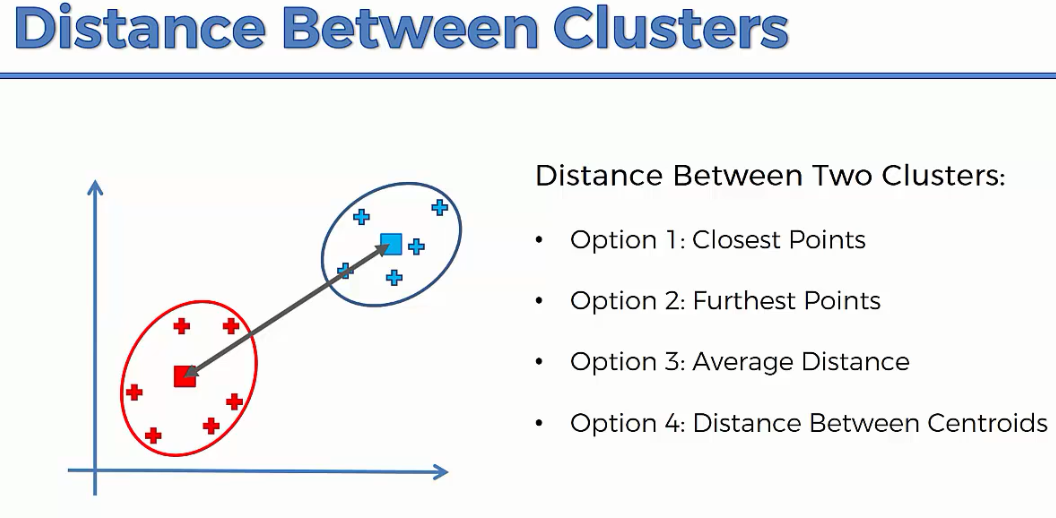 Distance Between Clusters
Distance Between Two Clusters:
• Option 1: Closest Points
• Option 2: Furthest Points
• Option 3: Average Distance
• Option 4: Distance Between Centroids